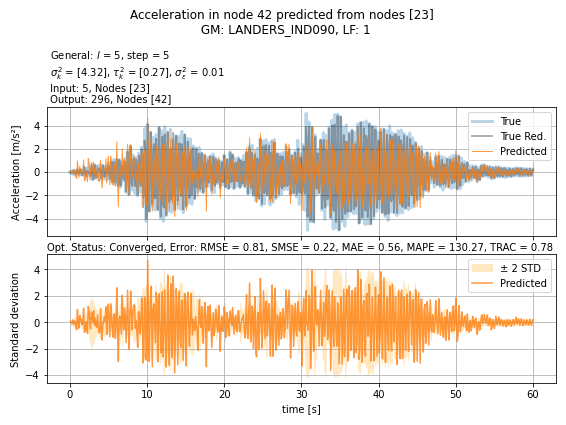 Acceleration in node 42 predicted from nodes [23]
GM: LANDERS_IND090, LF: 1
General: l = 5, step = 5
σ²ₖ = [4.32], τ²ₖ = [0.27], σ²ε = 0.01
Input: 5, Nodes [23]
Output: 296, Nodes [42]
Acceleration [m/s²]
4
2
0
−2
−4
True
True Red.
Predicted
Opt. Status: Converged, Error: RMSE = 0.81, SMSE = 0.22, MAE = 0.56, MAPE = 130.27, TRAC = 0.78
Standard deviation
4
2
0
−2
−4
± 2 STD
Predicted
0 10 20 30 40 50 60
time [s]